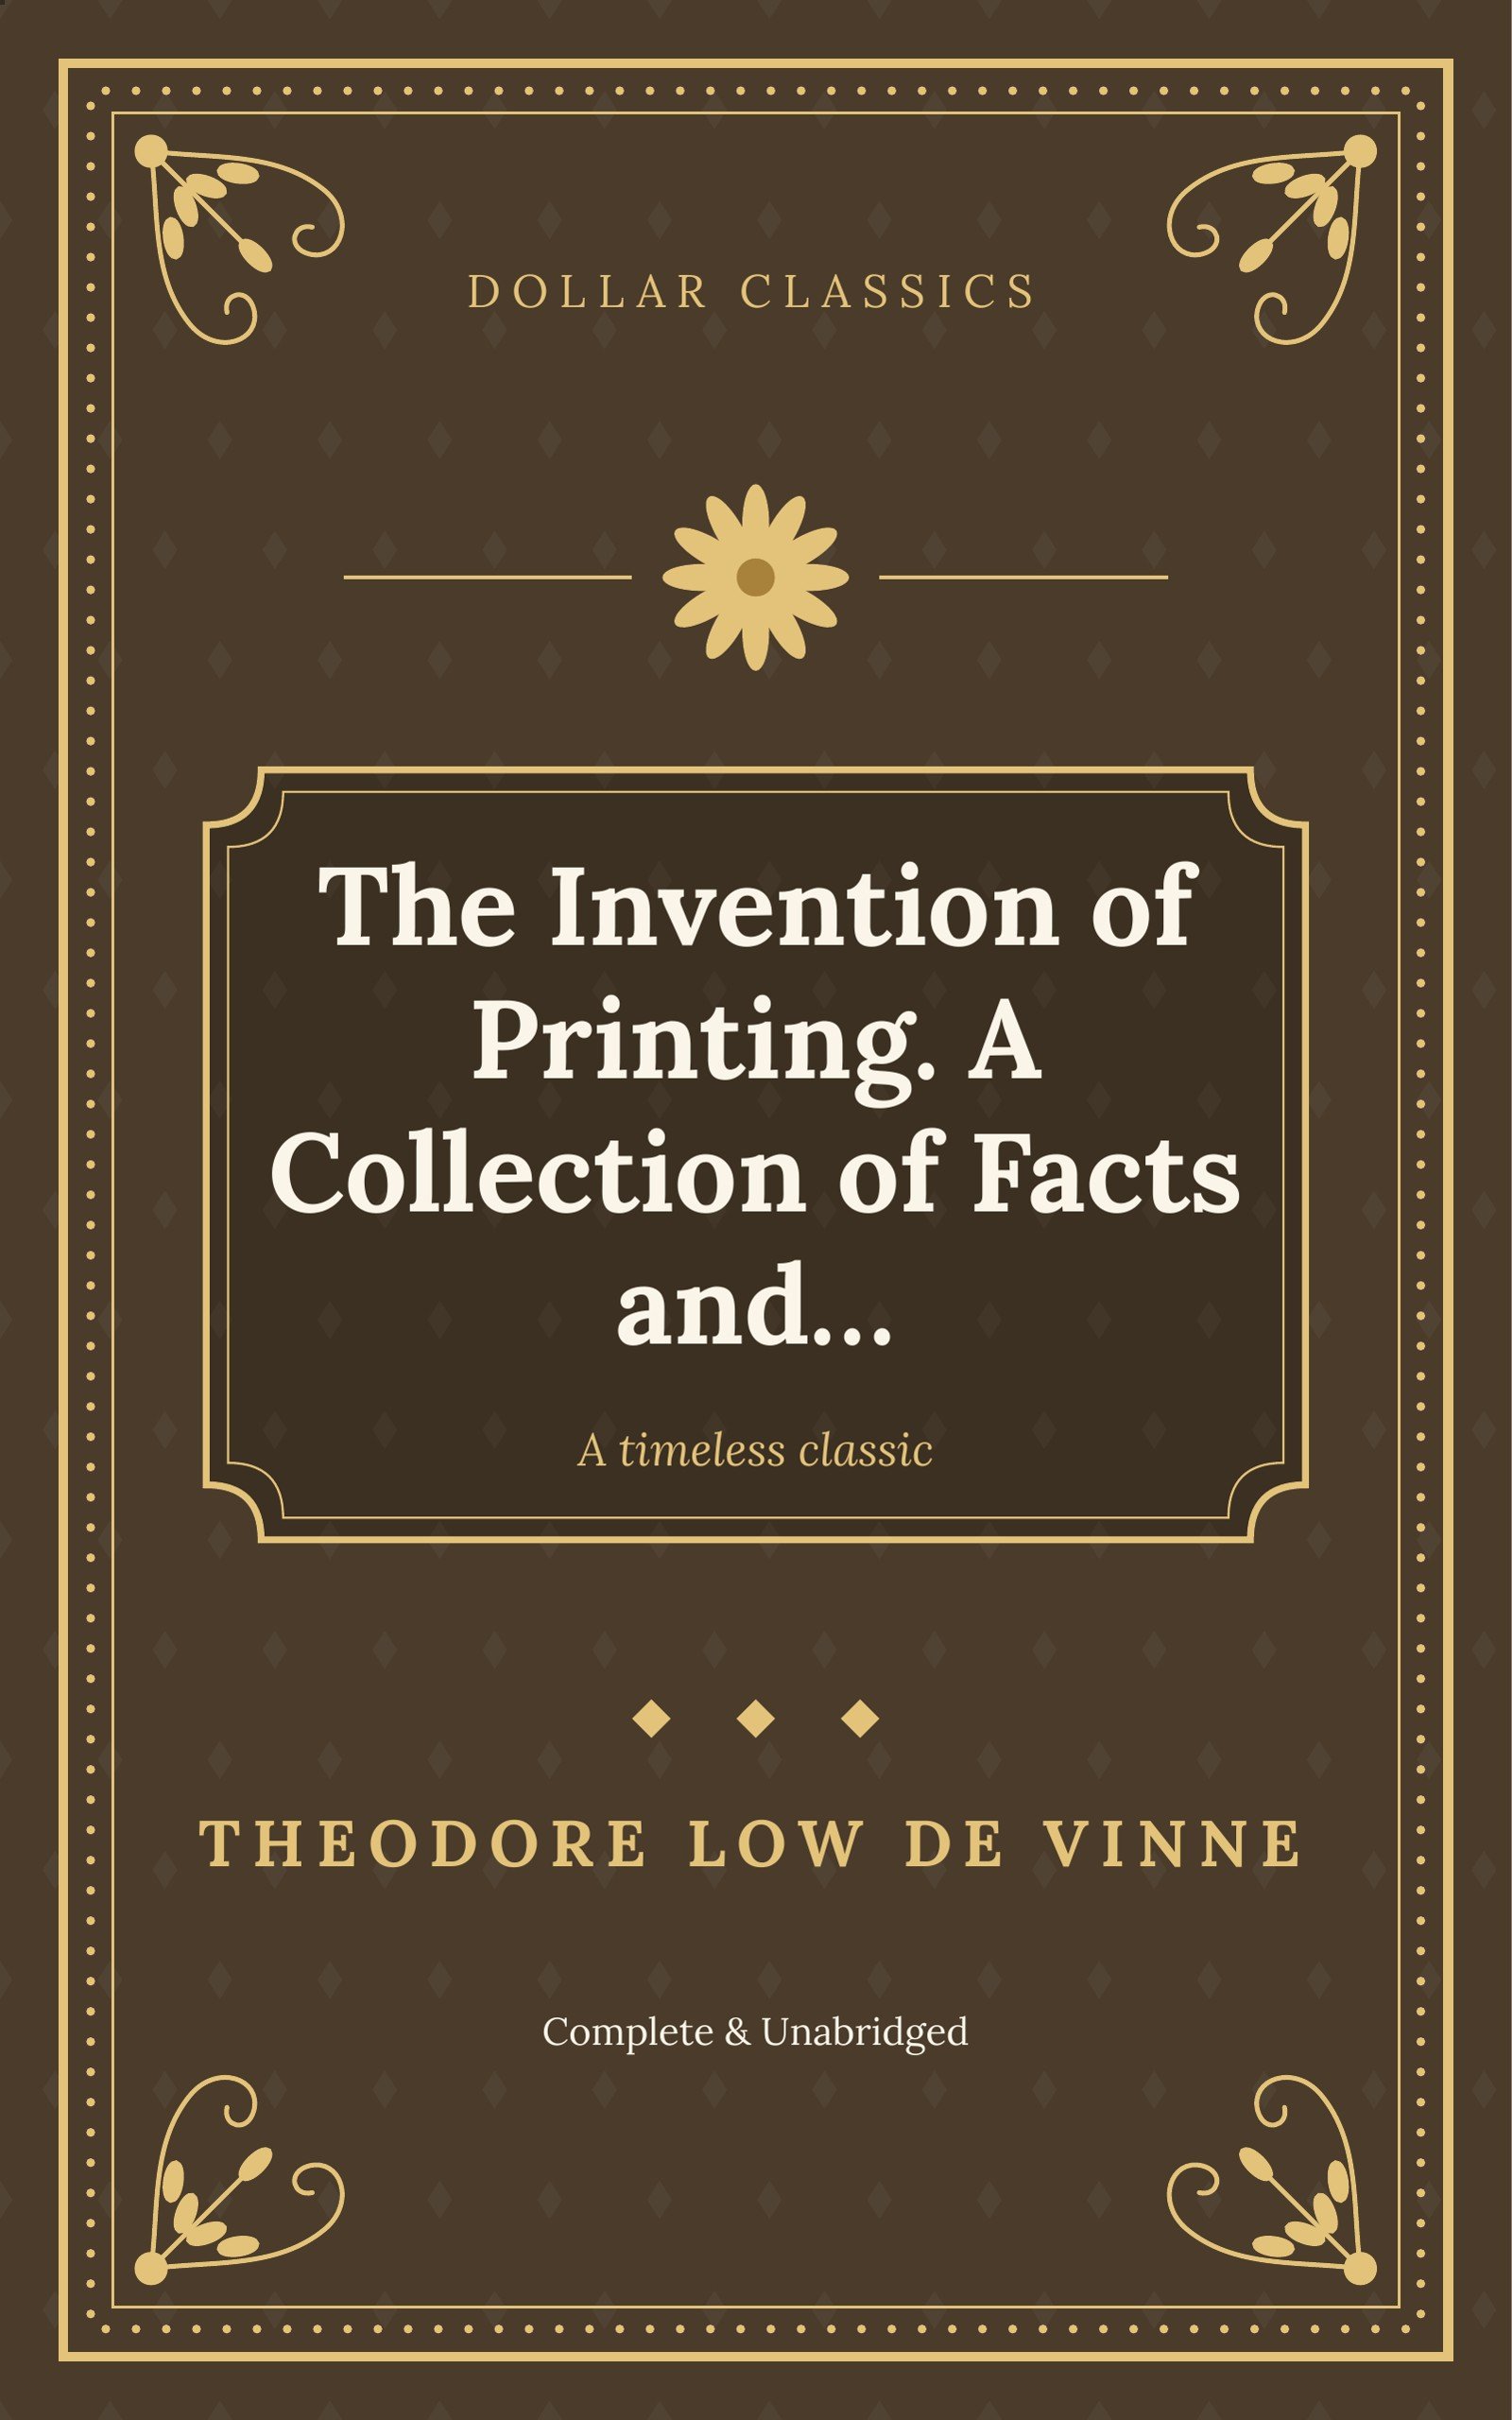 DOLLAR CLASSICS
The Invention of
Printing. A
Collection of Facts
and...
A timeless classic
THEODORE LOW DE VINNE
Complete & Unabridged